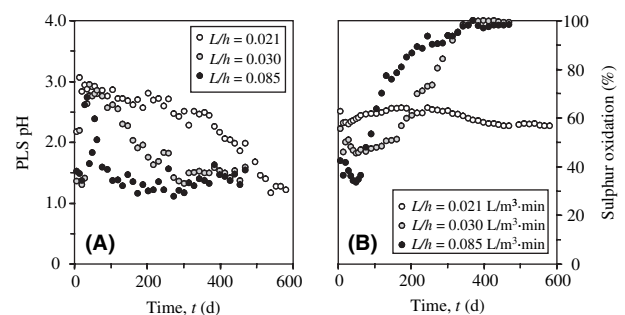 4.0
3.0
2.0
1.0
0
PLS pH
L/h = 0.021
L/h = 0.030
L/h = 0.085
(A)
0 200 400 600
Time, t (d)
100
80
60
40
20
0
Sulphur oxidation (%)
L/h = 0.021 L/m³·min
L/h = 0.030 L/m³·min
L/h = 0.085 L/m³·min
(B)
0 200 400 600
Time, t (d)